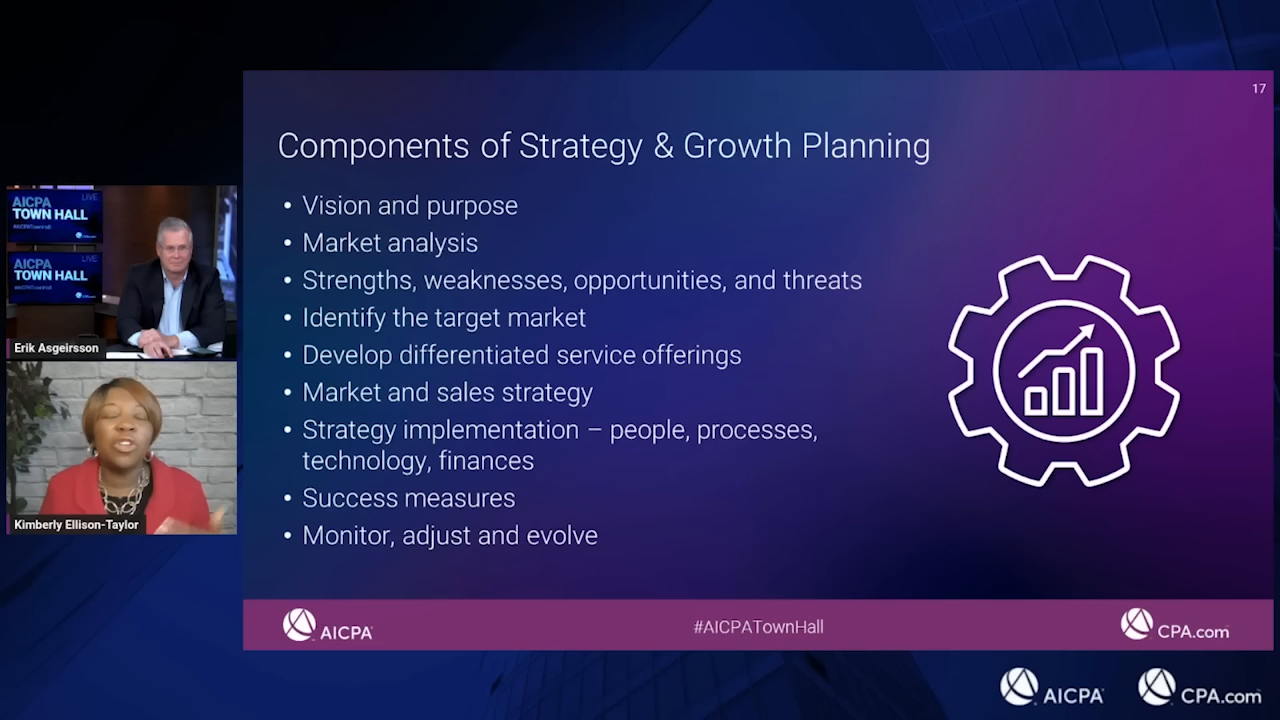 17
Components of Strategy & Growth Planning
• Vision and purpose
• Market analysis
• Strengths, weaknesses, opportunities, and threats
• Identify the target market
• Develop differentiated service offerings
• Market and sales strategy
• Strategy implementation – people, processes,
technology, finances
• Success measures
• Monitor, adjust and evolve
AICPA
#AICPATownHall
CPA.com
LIVE
AICPA
TOWN HALL
#AICPATownHall
LIVE
AICPA
TOWN HALL
Erik Asgeirsson
Kimberly Ellison-Taylor
AICPA
CPA.com